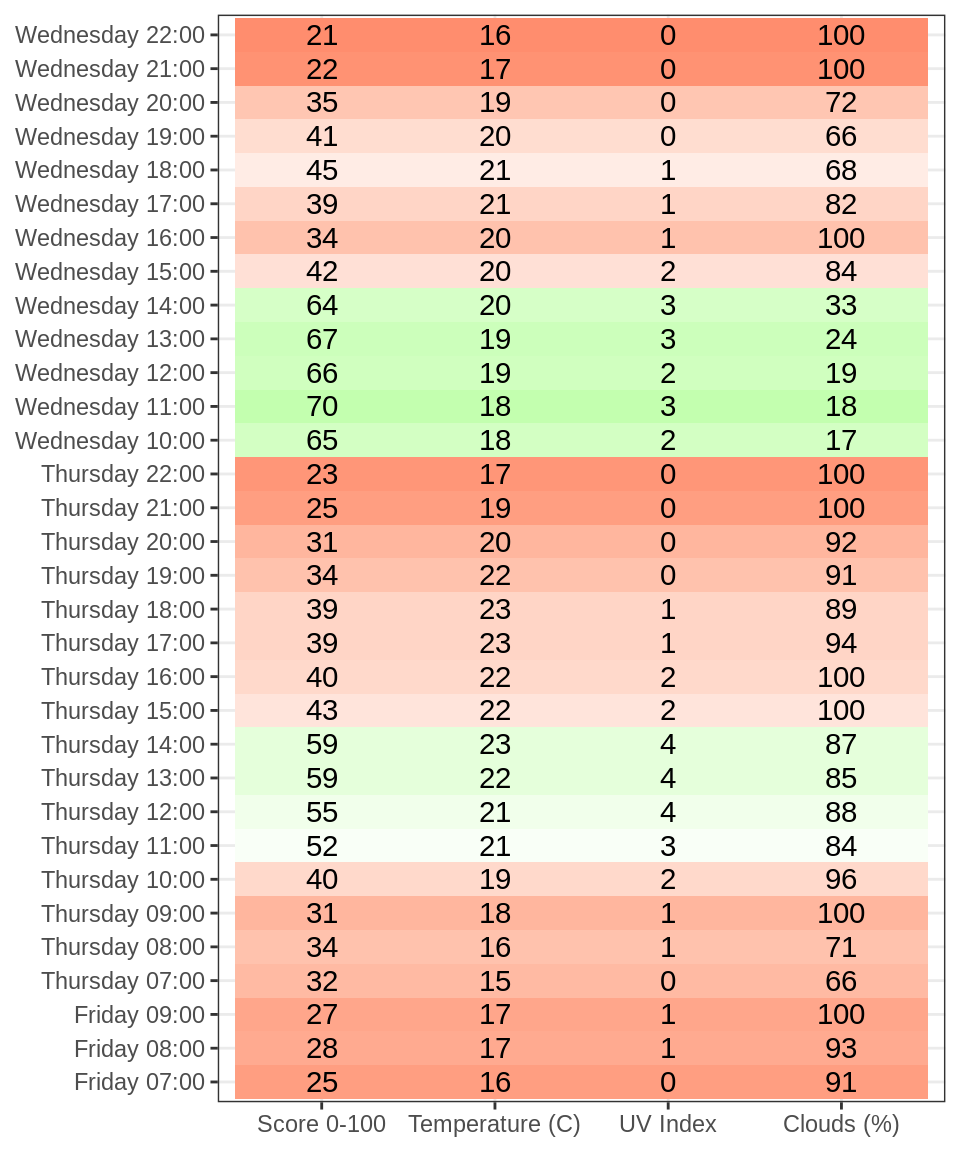 Wednesday 22:00 21 16 0 100
Wednesday 21:00 22 17 0 100
Wednesday 20:00 35 19 0 72
Wednesday 19:00 41 20 0 66
Wednesday 18:00 45 21 1 68
Wednesday 17:00 39 21 1 82
Wednesday 16:00 34 20 1 100
Wednesday 15:00 42 20 2 84
Wednesday 14:00 64 20 3 33
Wednesday 13:00 67 19 3 24
Wednesday 12:00 66 19 2 19
Wednesday 11:00 70 18 3 18
Wednesday 10:00 65 18 2 17
Thursday 22:00 23 17 0 100
Thursday 21:00 25 19 0 100
Thursday 20:00 31 20 0 92
Thursday 19:00 34 22 0 91
Thursday 18:00 39 23 1 89
Thursday 17:00 39 23 1 94
Thursday 16:00 40 22 2 100
Thursday 15:00 43 22 2 100
Thursday 14:00 59 23 4 87
Thursday 13:00 59 22 4 85
Thursday 12:00 55 21 4 88
Thursday 11:00 52 21 3 84
Thursday 10:00 40 19 2 96
Thursday 09:00 31 18 1 100
Thursday 08:00 34 16 1 71
Thursday 07:00 32 15 0 66
Friday 09:00 27 17 1 100
Friday 08:00 28 17 1 93
Friday 07:00 25 16 0 91
Score 0-100 Temperature (C) UV Index Clouds (%)